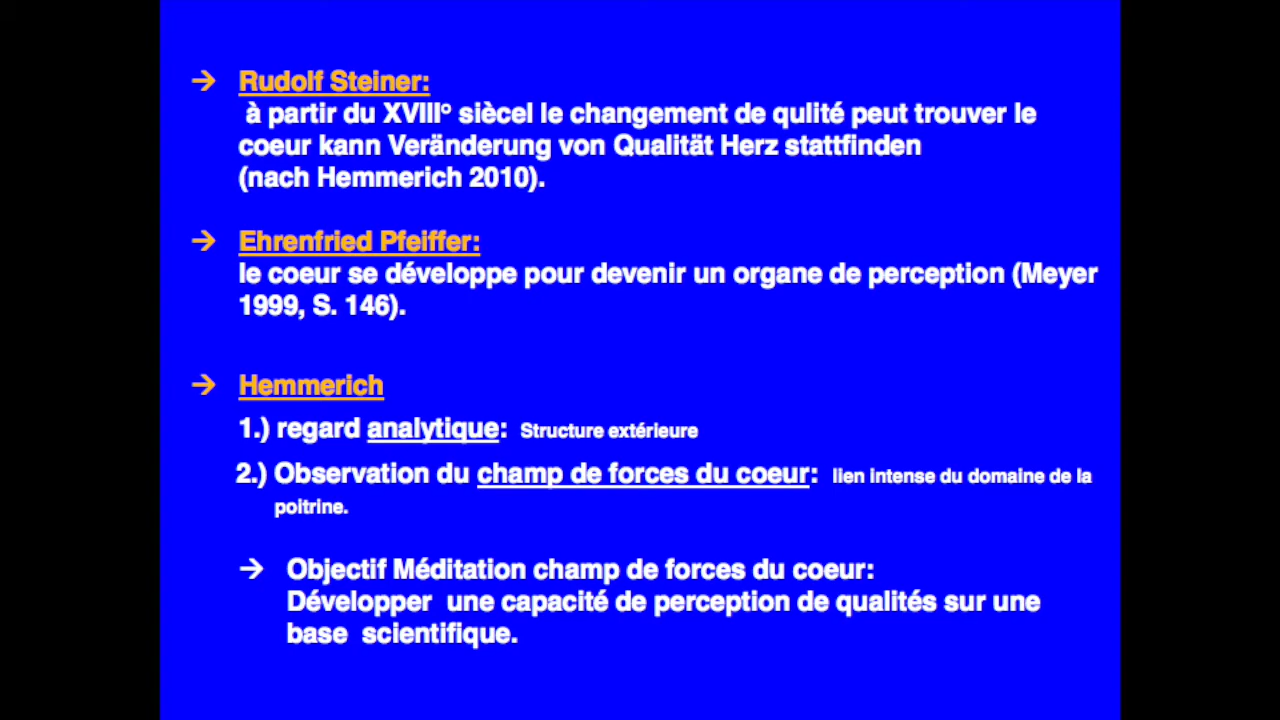 → Rudolf Steiner:
à partir du XVIII° siècel le changement de qulité peut trouver le
coeur kann Veränderung von Qualität Herz stattfinden
(nach Hemmerich 2010).
→ Ehrenfried Pfeiffer:
le coeur se développe pour devenir un organe de perception (Meyer
1999, S. 146).
→ Hemmerich
1.) regard analytique: Structure extérieure
2.) Observation du champ de forces du coeur: lien intense du domaine de la
poitrine.
→ Objectif Méditation champ de forces du coeur:
Développer une capacité de perception de qualités sur une
base scientifique.